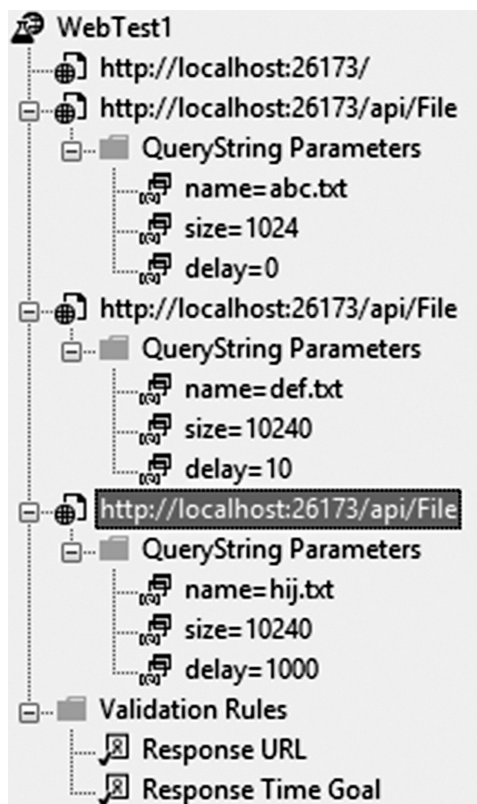 WebTest1
http://localhost:26173/
http://localhost:26173/api/File
QueryString Parameters
name=abc.txt
size=1024
delay=0
http://localhost:26173/api/File
QueryString Parameters
name=def.txt
size=10240
delay=10
http://localhost:26173/api/File
QueryString Parameters
name=hij.txt
size=10240
delay=1000
Validation Rules
Response URL
Response Time Goal